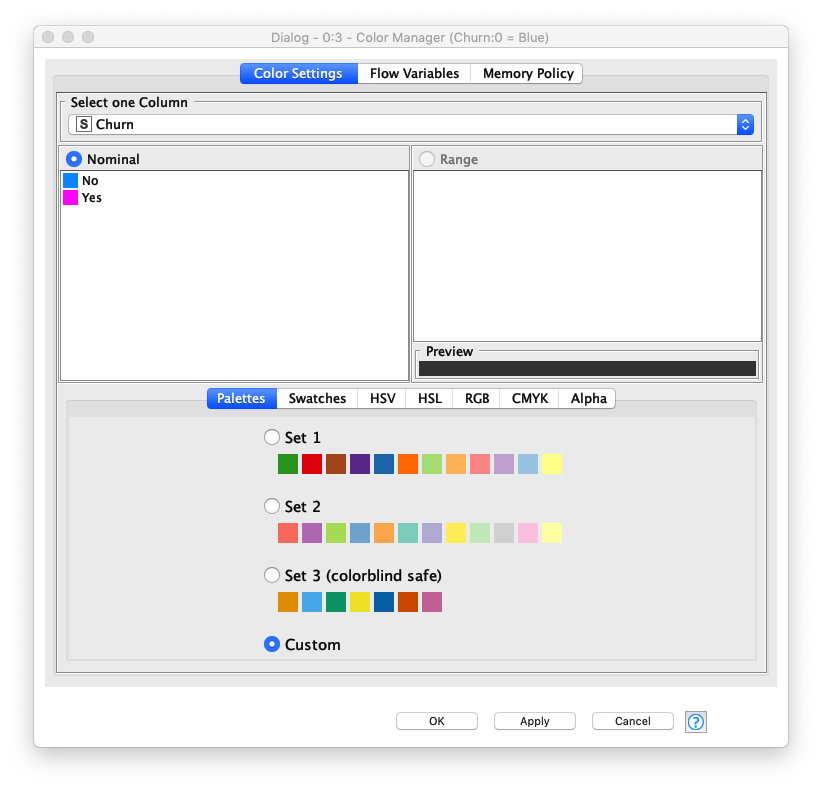 Dialog - 0:3 - Color Manager (Churn:0 = Blue)
Color Settings Flow Variables Memory Policy
Select one Column
S Churn
Nominal Range
No
Yes
Preview
Palettes Swatches HSV HSL RGB CMYK Alpha
Set 1
Set 2
Set 3 (colorblind safe)
Custom
OK Apply Cancel ?